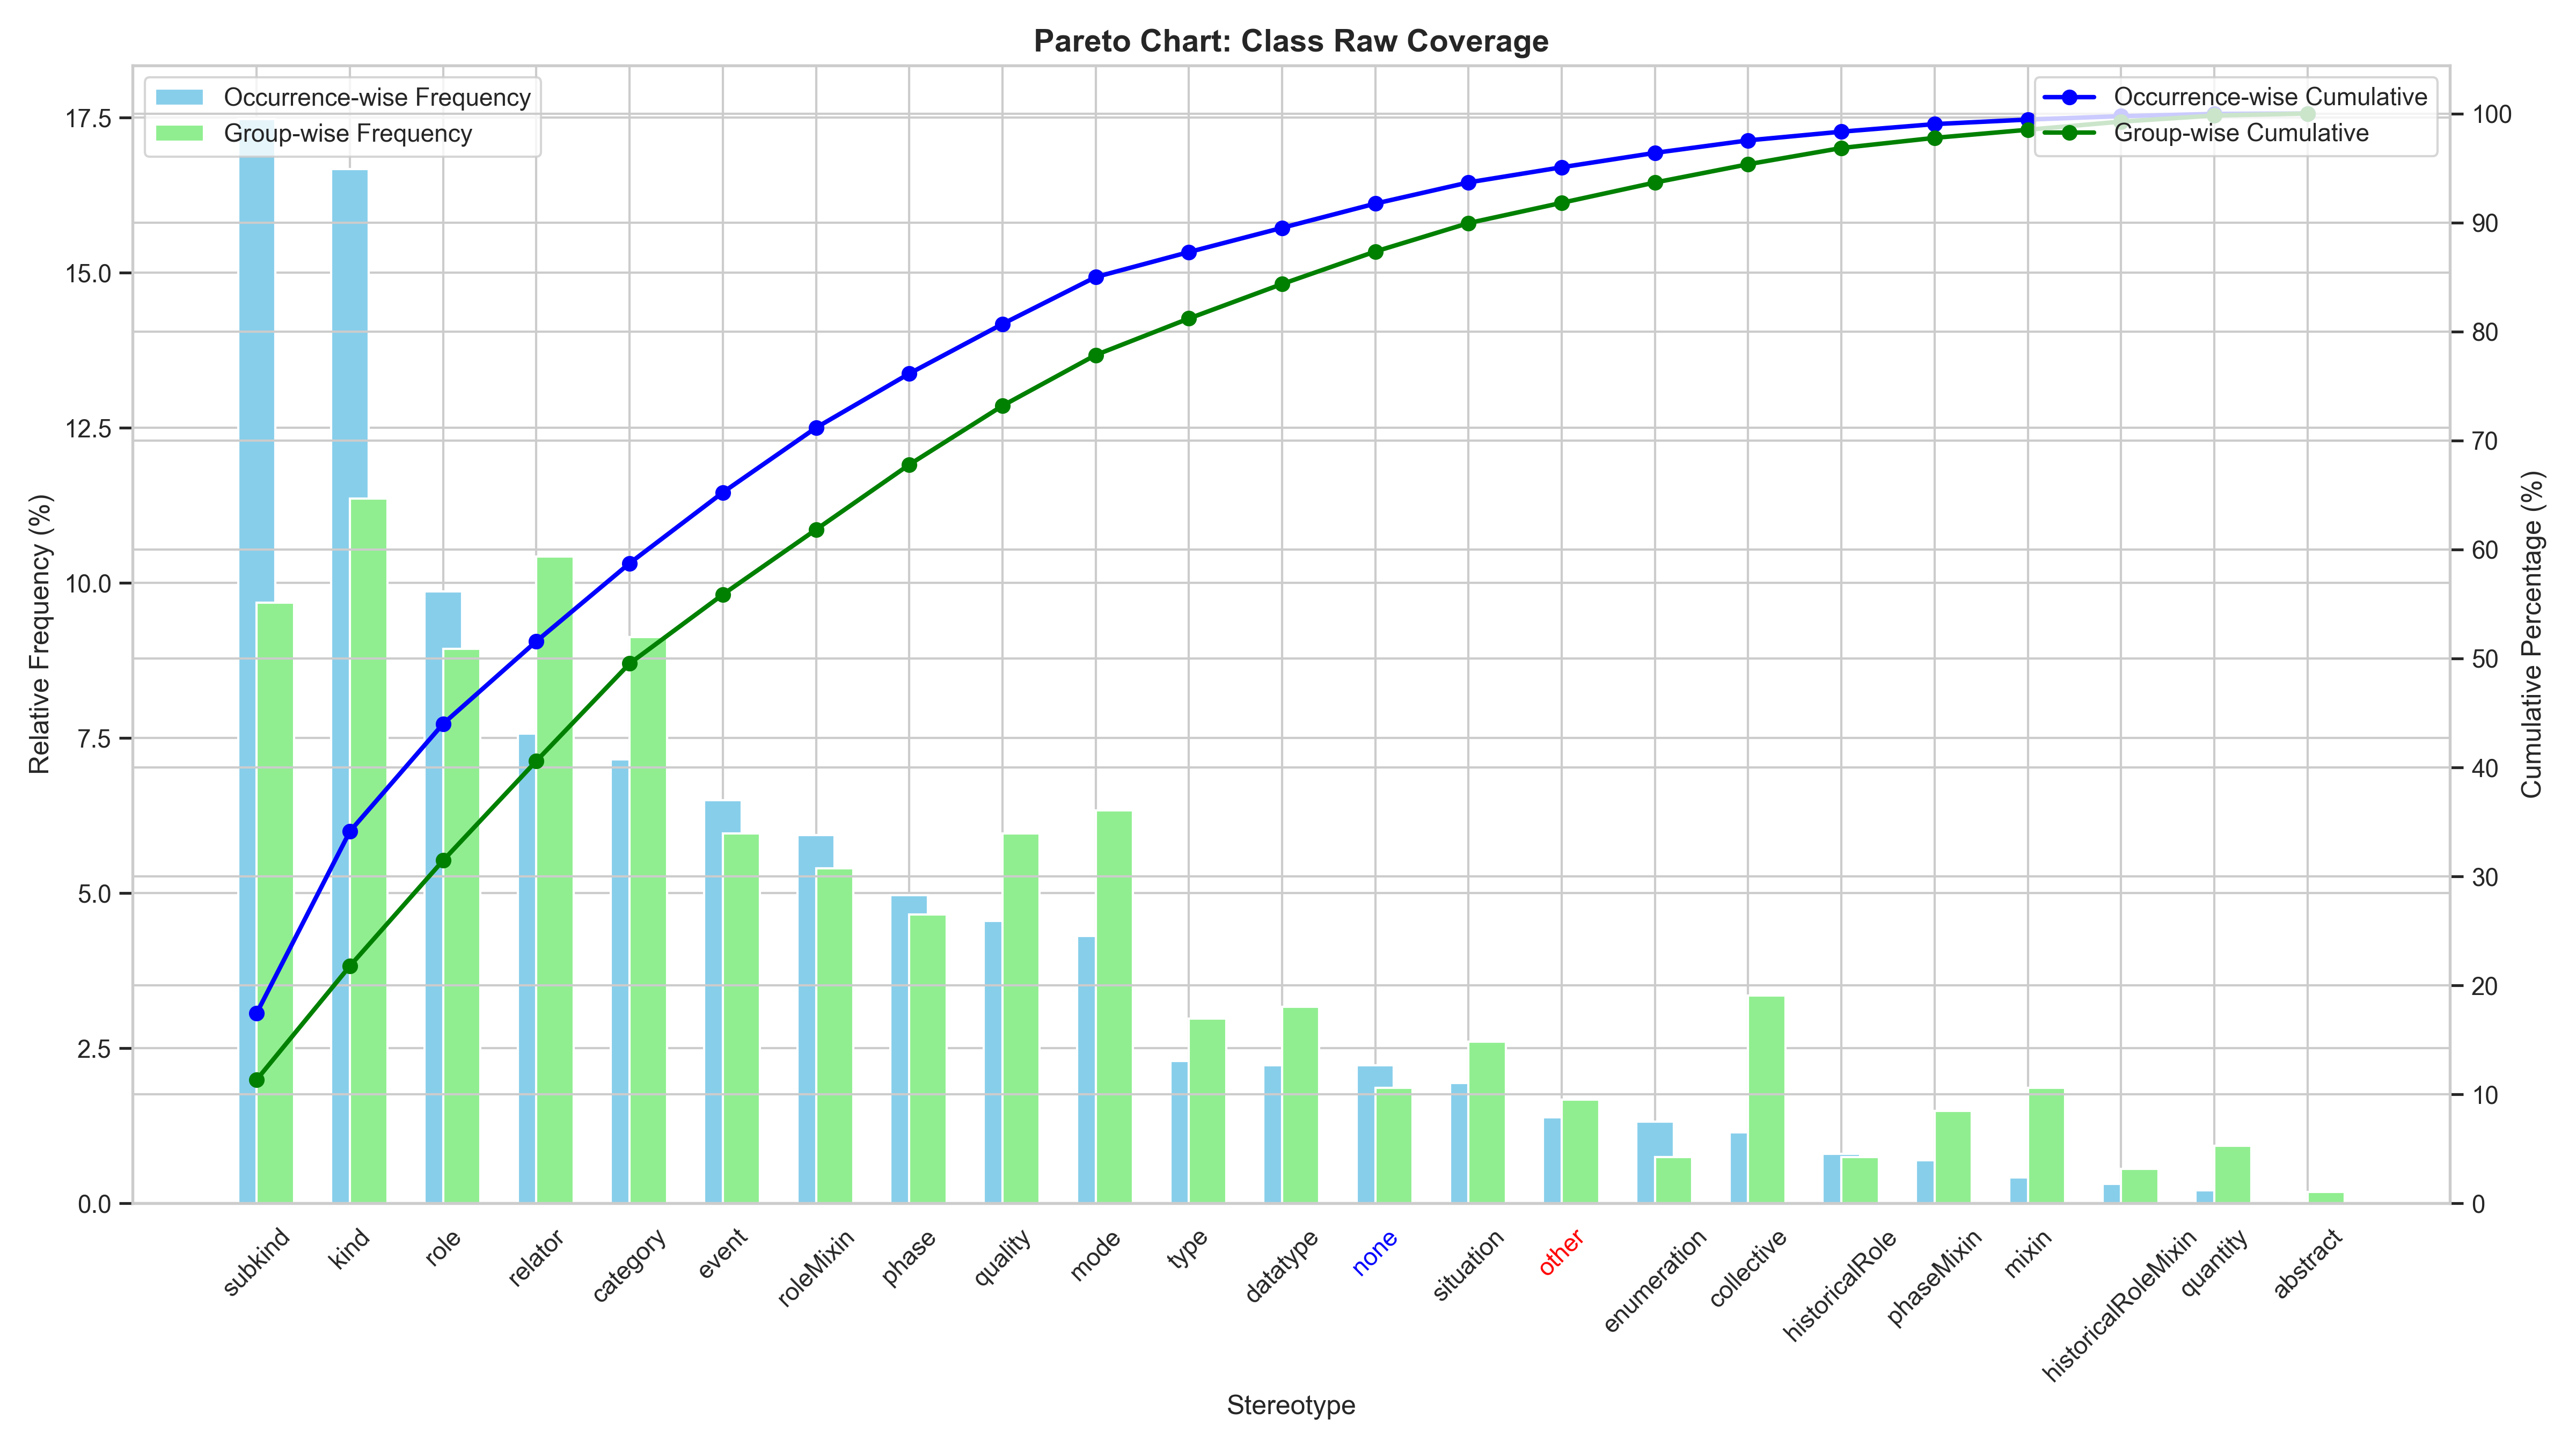 Pareto Chart: Class Raw Coverage
Occurrence-wise Frequency
Group-wise Frequency
Occurrence-wise Cumulative
Group-wise Cumulative
Relative Frequency (%)
17.5
15.0
12.5
10.0
7.5
5.0
2.5
0.0
Cumulative Percentage (%)
100
90
80
70
60
50
40
30
20
10
0
subkind
kind
role
relator
category
event
roleMixin
phase
quality
mode
type
datatype
none
situation
other
enumeration
collective
historicalRole
phaseMixin
mixin
historicalRoleMixin
quantity
abstract
Stereotype